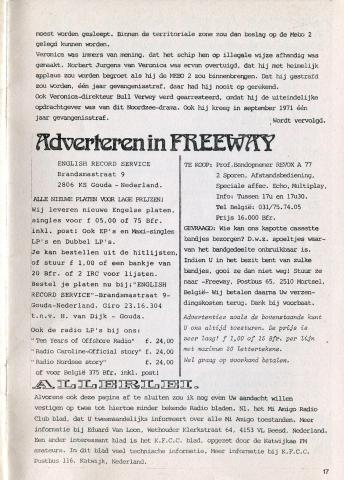 moest worden gesleept. Binnen de territoriale zone zou dan beslag op de Mebo 2
gelegd kunnen worden.
Veronica was immers van mening, dat het schip hen op illegale wijze afhandig was
gemaakt. Norbert Jurgens van Veronica was ervan overtuigd, dat hij met heimelijk
applaus zou worden begroet als hij de MEBO 2 zou binnenbrengen. Dat hij gestrafd
zou worden, één jaar gevangenisstraf, daar had hij nooit op gerekend.
Ook Veronica-direkteur Bull Verwey werd gearresteerd, omdat hij de uiteindelijke
opdrachtgever was van dit Noordzee-drama. Ook hij kreeg in september 1971 één
jaar gevangenisstraf.
Wordt vervolgd.
Adverteren in FREEWAY
ENGLISH RECORD SERVICE
Brandsmastraat 9
2806 KS Gouda - Nederland.
ALLE NIEUWE PLATEN VOOR LAGE PRIJZEN!
Wij leveren nieuwe Engelse platen,
singles voor f 05,00 of 75 Bfr.
inkl. post: Ook EP's en Maxi-singles
LP's en Dubbel LP's.
Je kan bestellen uit de hitlijsten,
of stuur f 1,00 of een bankje van
20 Bfr. of 2 IRC voor lijsten.
Bestel je platen nu bij:"ENGLISH
RECORD SERVICE"-Brandsmastraat 9-
Gouda-Nederland. Giro 23.16.304
t.n.v. H. van Dijk - Gouda.
Ook de radio LP's bij ons:
"Ten Years of Offshore Radio" f. 24,00
"Radio Caroline-Official story" f. 24,00
"Radio Nordsee story" f. 24,00
of voor België 375 Bfr. inkl. post!
TE KOOP: Prof.Bandopnemer REVOX A 77
2 Sporen, Afstandsbediening,
Speciale affec. Echo, Multiplay,
Info: Tussen 17u en 17u30.
Tel België: 031/75.74.05
Prijs 16.000 Bfr.
GEVRAAGD: Wie kan ons kapotte cassette
bandjes bezorgen? D.w.z. spoeltjes waar-
van het bandgedeelte onbruikbaar is.
Indien U in het bezit bent van zulke
bandjes, gooi ze dan niet weg! Stuur ze
naar -Freeway, Postbus 65, 2510 Mortsel,
België- Wij betalen daarna Uw verzen-
dingskosten terug. Dank bij voorbaat.
Advertenties zoals de bovenstaande kunt
U ons altijd toesturen. De prijs is
zeer laag! f 1,00 of 15 Bfr. per lijn
met maximum 30 lettertekens.
Wel graag op voorhand betalen.
ALLERLEI.
Alvorens ook deze pagina af te sluiten zou ik nog even Uw aandacht willen
vestigen op twee tot hiertoe minder bekende Radio bladen. Nl. het Mi Amigo Radio
Club blad, dat U tweemaandelijks informeert over alle Mi Amigo toestanden. Meer
informatie bij Eduard Van Loon, Wethouder Klerkstraat 64, 4153 VL Beesd. Nederland.
Een ander interessant blad is het K.F.C.C. blad, opgezet door de Katwijkse FM
amateurs. In dit blad veel technische informatie. Meer informatie bij K.F.C.C.
Postbus 116. Katwijk, Nederland.
17